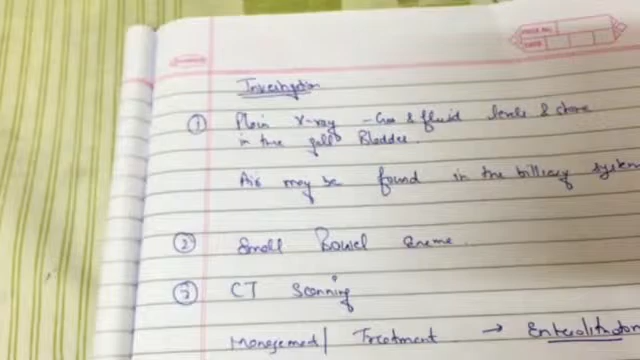 Investigation
① Plain X-ray - Gas & fluid levels & stone
in the gall Bladder.
Air may be found in the billiary system
② Small Bowel enema.
③ CT Scanning
Management/ Treatment → Enterolithotom